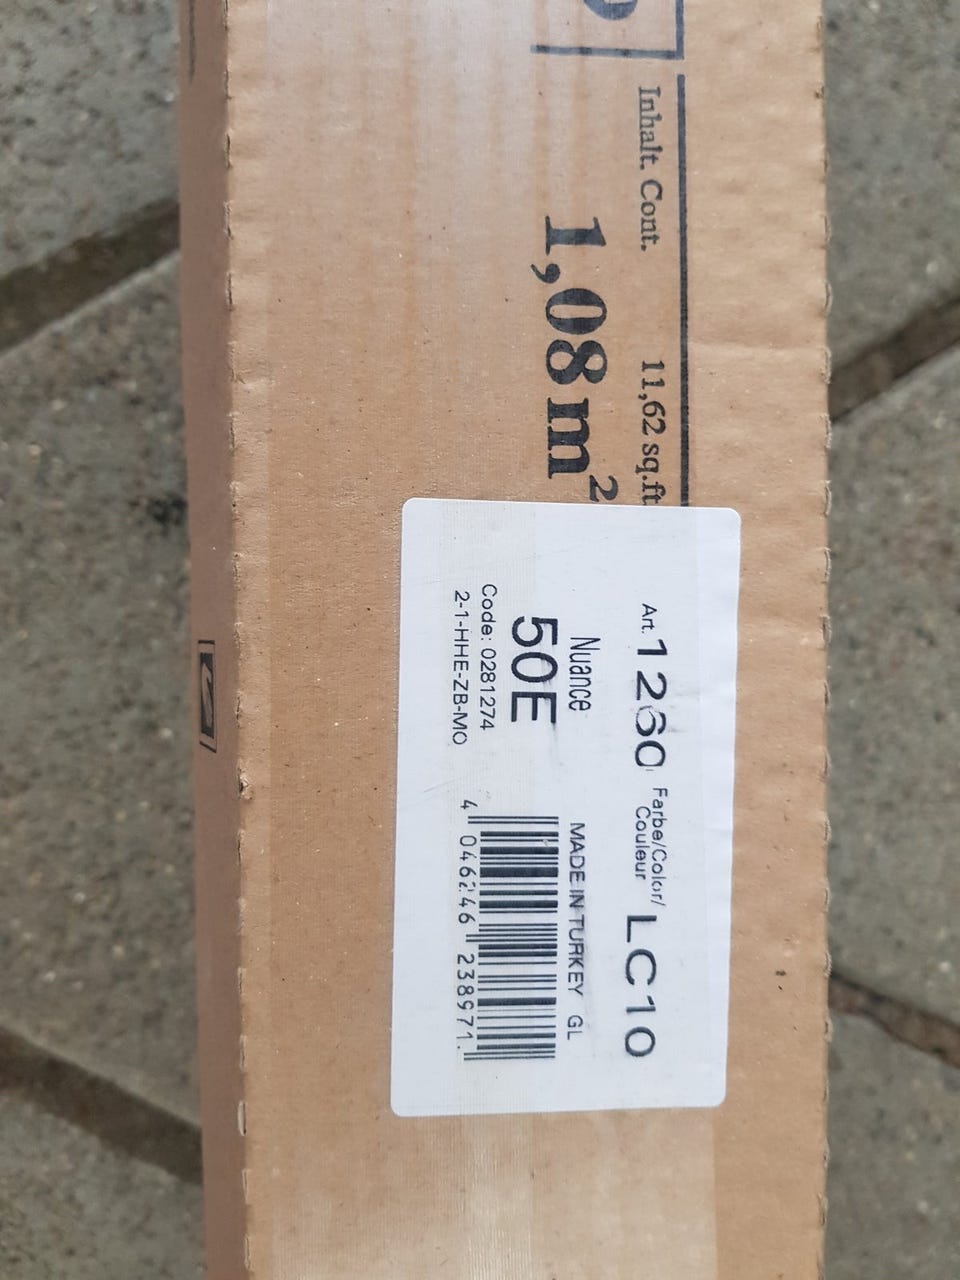 Inhalt. Cont. 11,62 sq.ft
1,08 m²
Art. 1260 Farbe/Color/
Couleur LC10
Nuance
50E
MADE IN TURKEY GL
Code: 0281274
2-1-HHE-ZB-MO
4 046246 238971